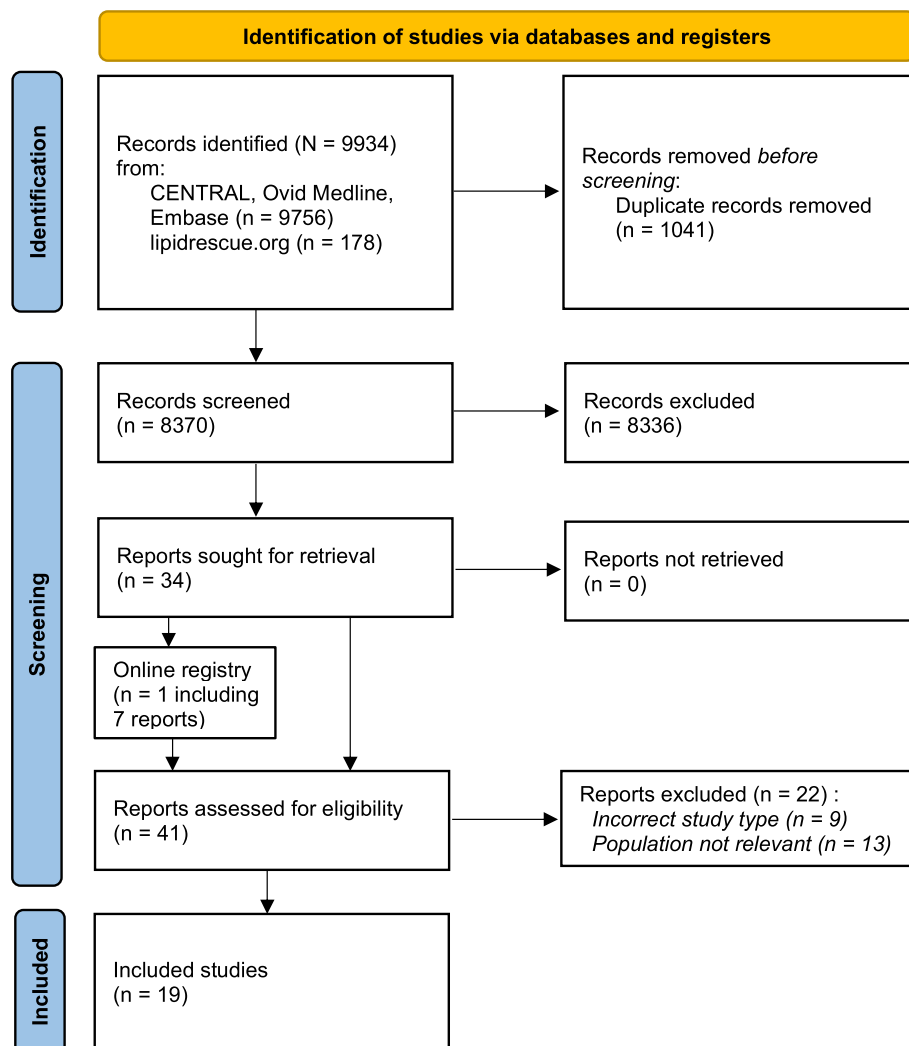 Identification of studies via databases and registers
Identification
Records identified (N = 9934)
from:
CENTRAL, Ovid Medline,
Embase (n = 9756)
lipidrescue.org (n = 178)
Records removed before
screening:
Duplicate records removed
(n = 1041)
Screening
Records screened
(n = 8370)
Records excluded
(n = 8336)
Reports sought for retrieval
(n = 34)
Reports not retrieved
(n = 0)
Online registry
(n = 1 including
7 reports)
Reports assessed for eligibility
(n = 41)
Reports excluded (n = 22) :
Incorrect study type (n = 9)
Population not relevant (n = 13)
Included
Included studies
(n = 19)